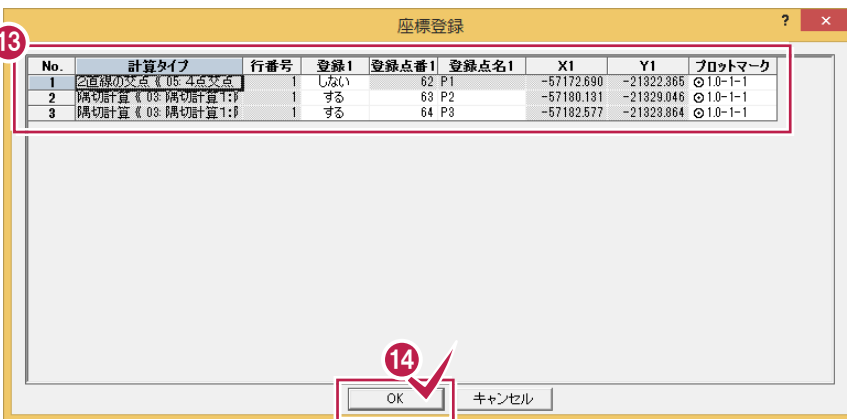 座標登録
? ×
13
No. 計算タイプ 行番号 登録1 登録点番1 登録点名1 X1 Y1 プロットマーク
1 2直線の交点《 05: 4点交点 1 しない 62 P1 -57172.690 -21322.365 1.0-1-1
2 隅切計算《 03: 隅切計算1: 1 する 63 P2 -57180.131 -21329.046 1.0-1-1
3 隅切計算《 03: 隅切計算1: 1 する 64 P3 -57182.577 -21323.864 1.0-1-1
14
OK キャンセル